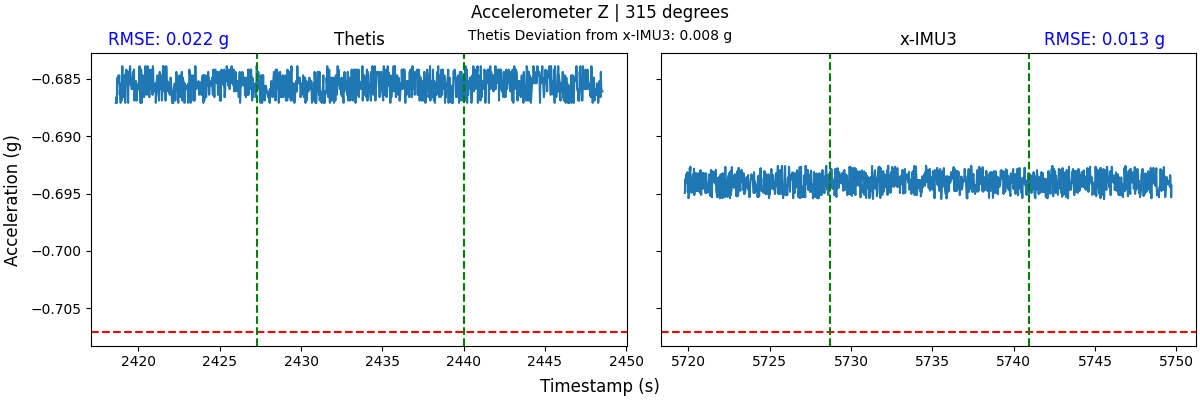 Accelerometer Z | 315 degrees
RMSE: 0.022 g
Thetis
Thetis Deviation from x-IMU3: 0.008 g
x-IMU3
RMSE: 0.013 g
Acceleration (g)
−0.685
−0.690
−0.695
−0.700
−0.705
2420 2425 2430 2435 2440 2445 2450
5720 5725 5730 5735 5740 5745 5750
Timestamp (s)